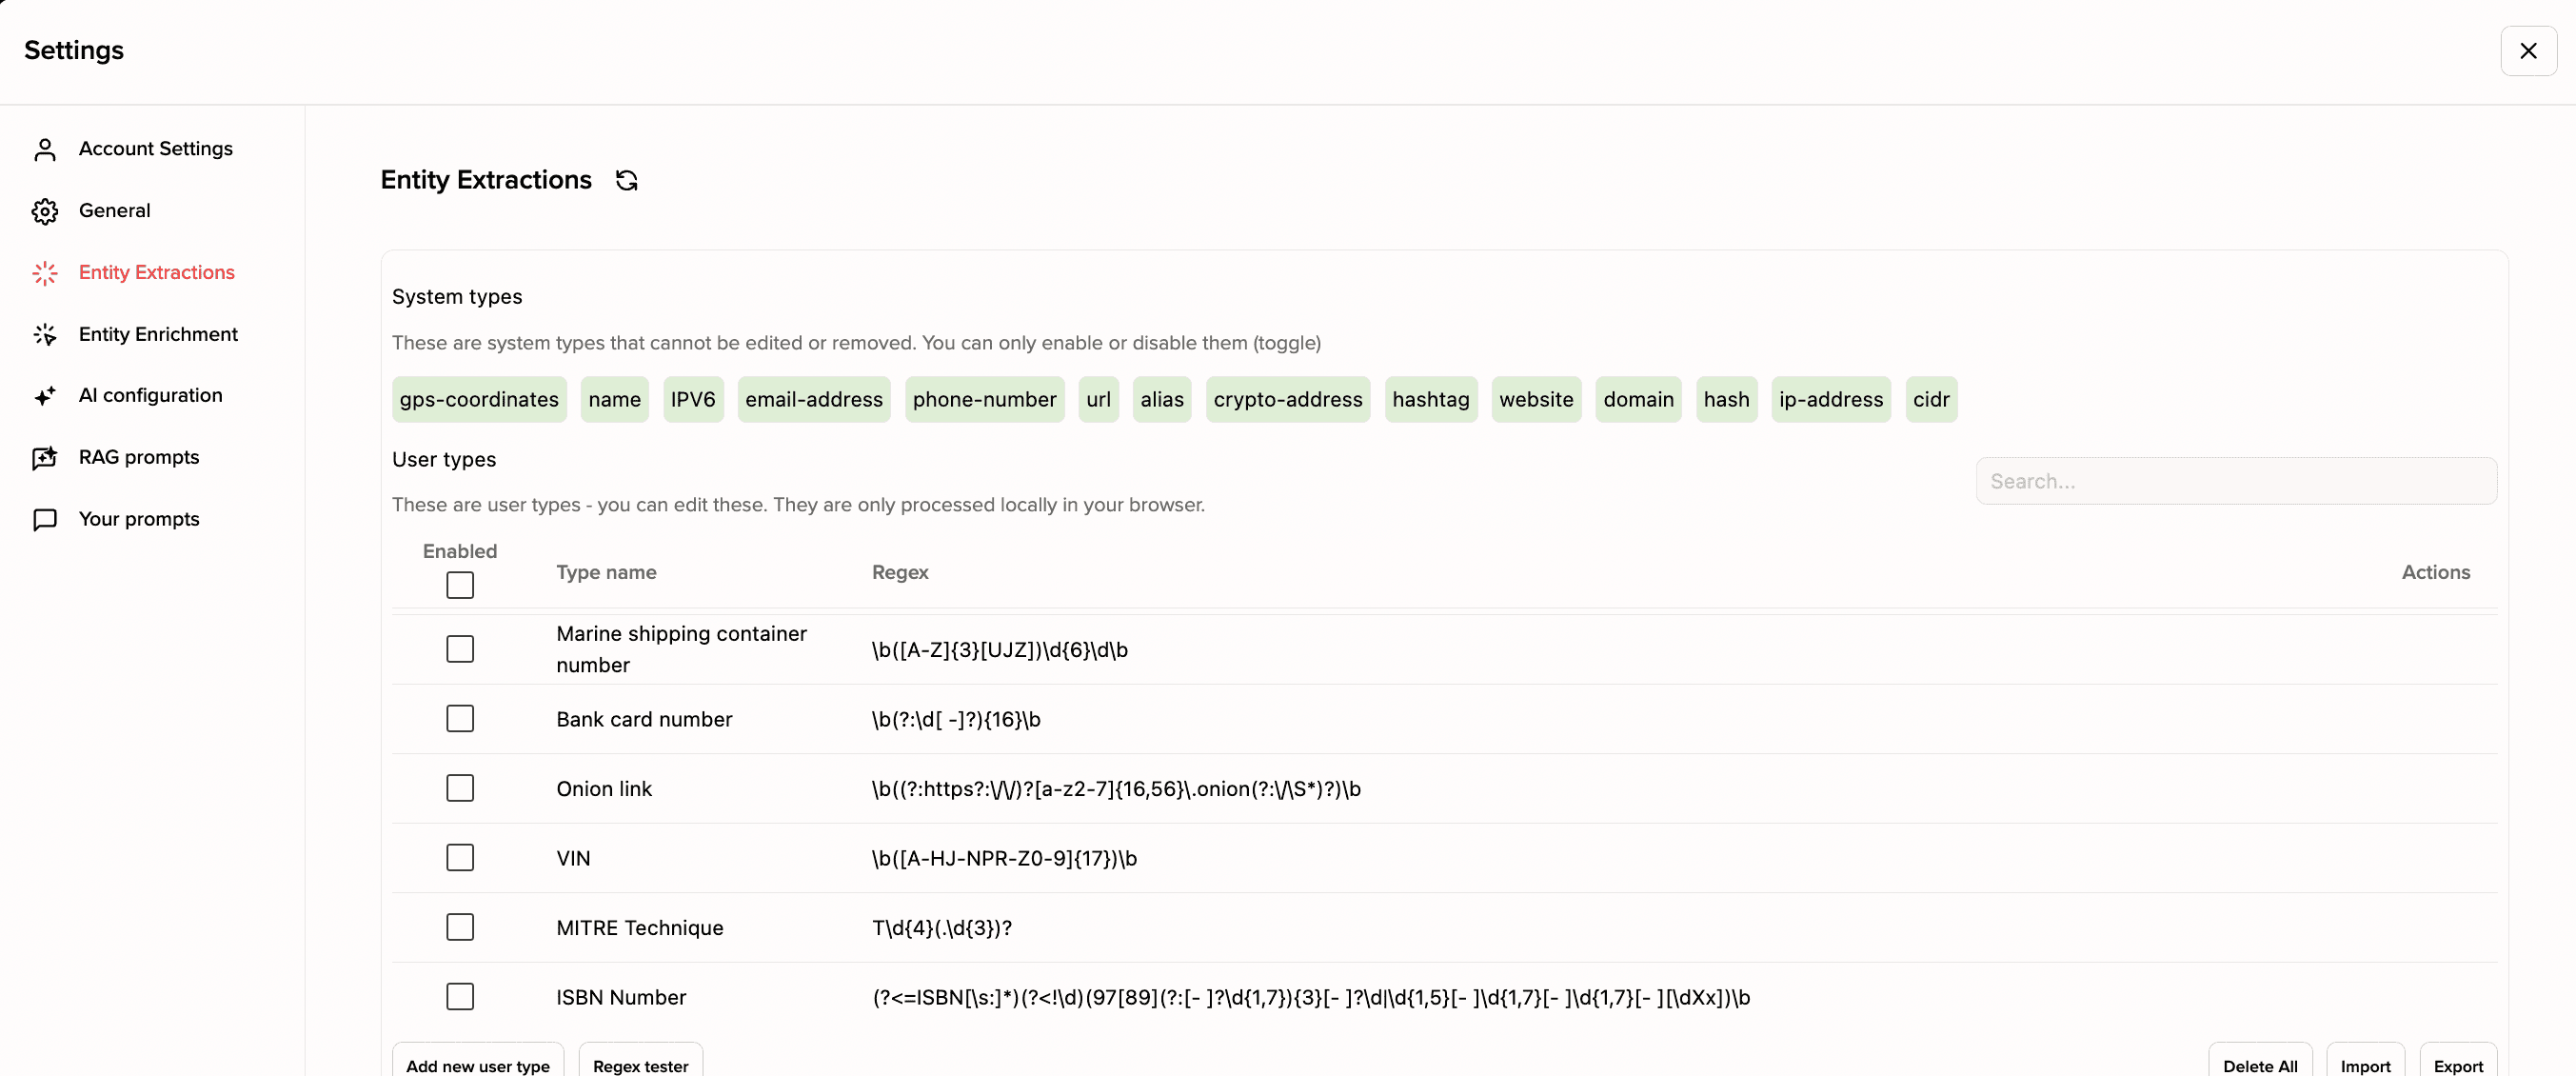 Settings
Account Settings
General
Entity Extractions
Entity Enrichment
AI configuration
RAG prompts
Your prompts
Entity Extractions
System types
These are system types that cannot be edited or removed. You can only enable or disable them (toggle)
gps-coordinates name IPV6 email-address phone-number url alias crypto-address hashtag website domain hash ip-address cidr
User types
Search...
These are user types - you can edit these. They are only processed locally in your browser.
Enabled
Type name Regex Actions
Marine shipping container
number
\b([A-Z]{3}[UJZ])\d{6}\d\b
Bank card number \b(?:\d[ -]?){16}\b
Onion link \b((?:https?:\/\/)?[a-z2-7]{16,56}\.onion(?:\/\S*)?)\b
VIN \b([A-HJ-NPR-Z0-9]{17})\b
MITRE Technique T\d{4}(.\d{3})?
ISBN Number (?<=ISBN[\s:]*)(?<!\d)(97[89](?:[- ]?\d{1,7}){3}[- ]?\d|\d{1,5}[- ]\d{1,7}[- ]\d{1,7}[- ][\dXx])\b
Add new user type Regex tester Delete All Import Export